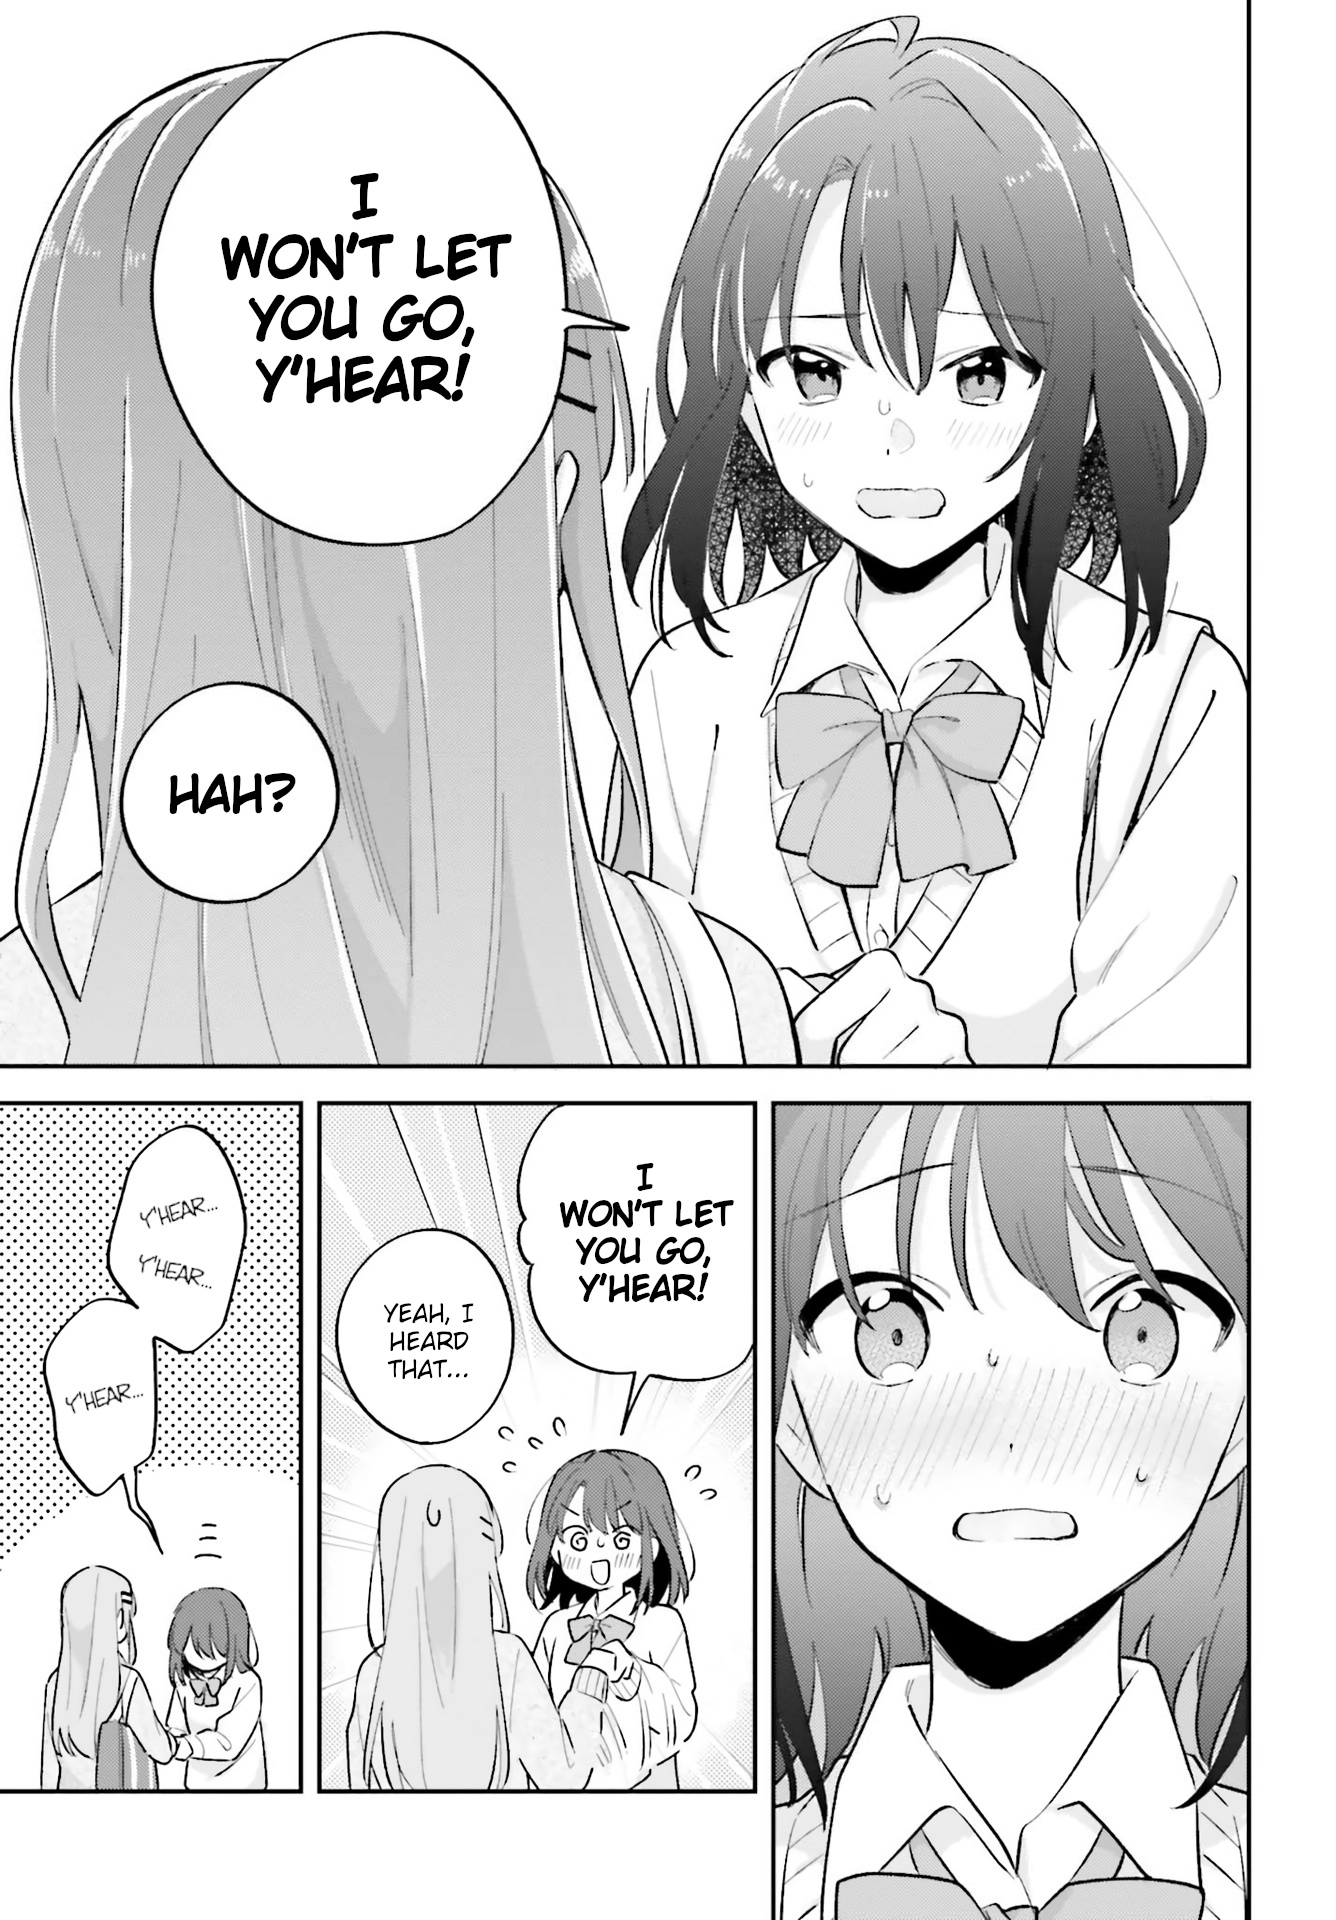 I
WON'T LET
YOU GO,
Y'HEAR!
HAH?
I
WON'T LET
YOU GO,
Y'HEAR!
YEAH, I
HEARD
THAT...
Y'HEAR...
Y'HEAR...
Y'HEAR...